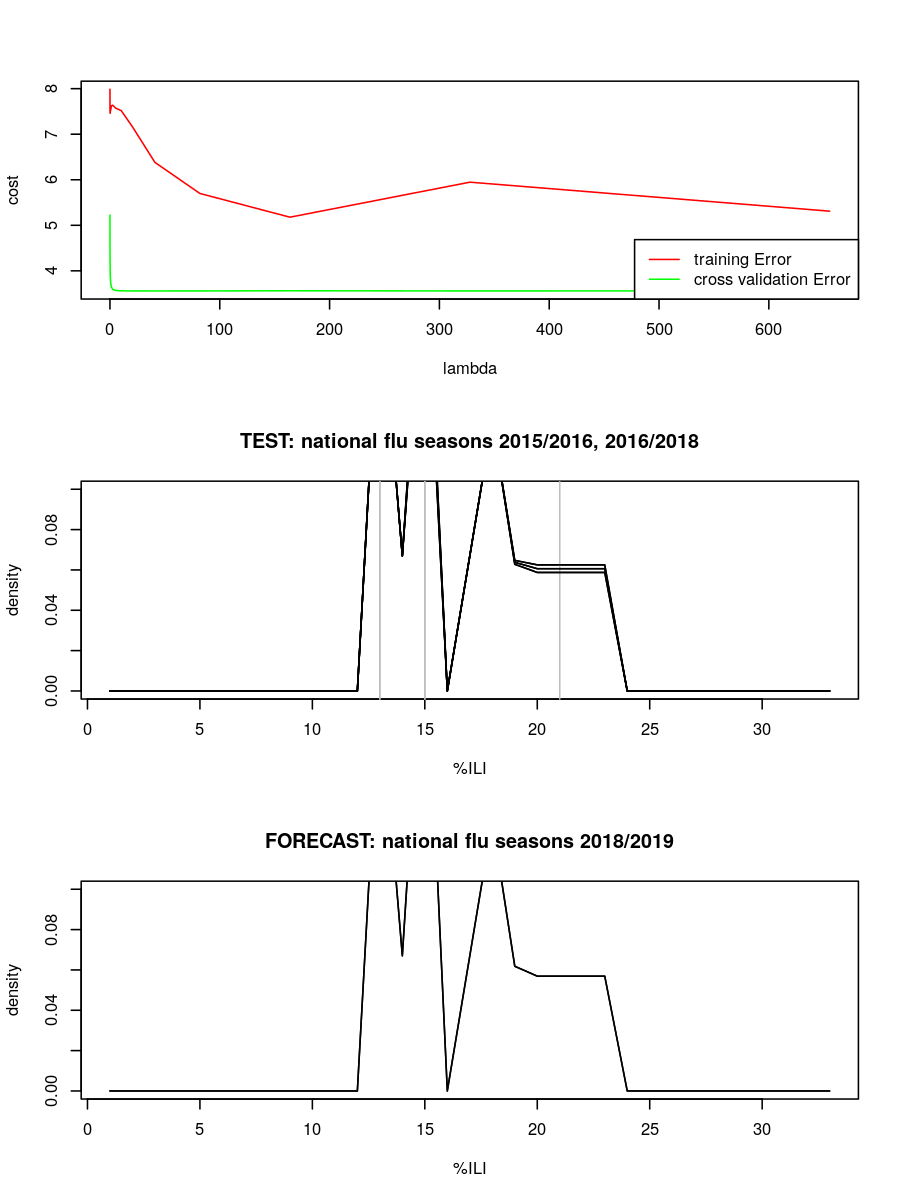 8
7
6
5
4
cost
training Error
cross validation Error
0 100 200 300 400 500 600
lambda
TEST: national flu seasons 2015/2016, 2016/2018
0.08
0.04
0.00
density
0 5 10 15 20 25 30
%ILI
FORECAST: national flu seasons 2018/2019
0.08
0.04
0.00
density
0 5 10 15 20 25 30
%ILI